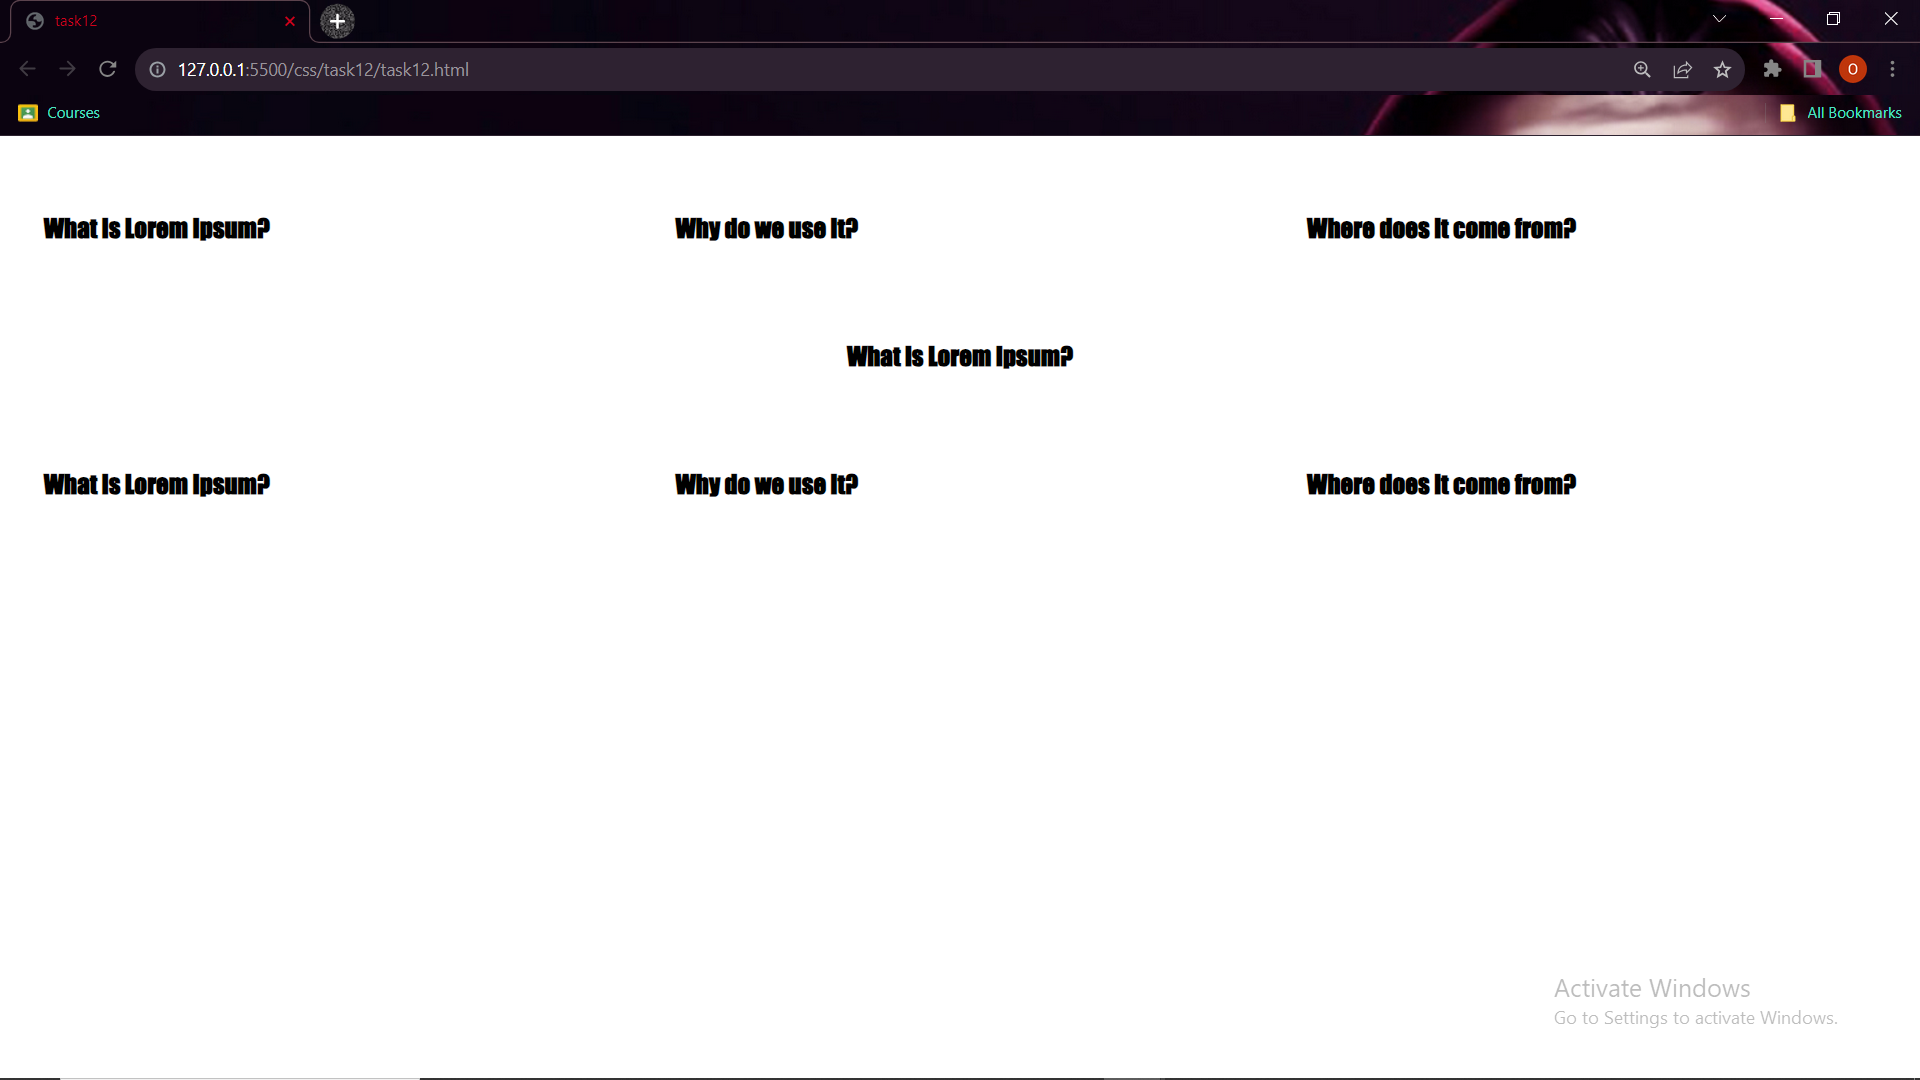 task12
127.0.0.1:5500/css/task12/task12.html
O
Courses
All Bookmarks
What is Lorem Ipsum?
Why do we use it?
Where does it come from?
What is Lorem Ipsum?
What is Lorem Ipsum?
Why do we use it?
Where does it come from?
Activate Windows
Go to Settings to activate Windows.